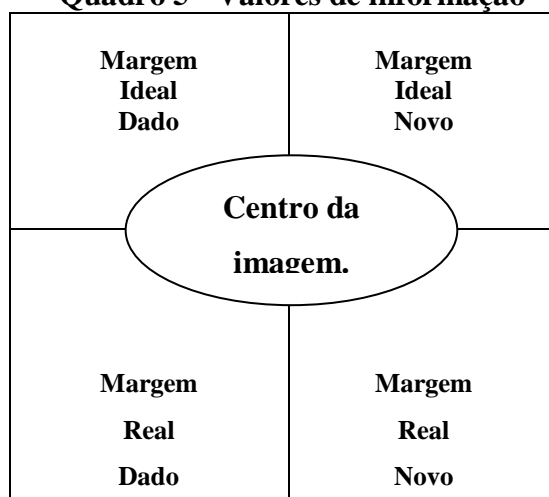 Quadro 5 - Valores de informação
Margem
Ideal
Dado
Margem
Ideal
Novo
Centro da
imagem.
Margem
Real
Dado
Margem
Real
Novo